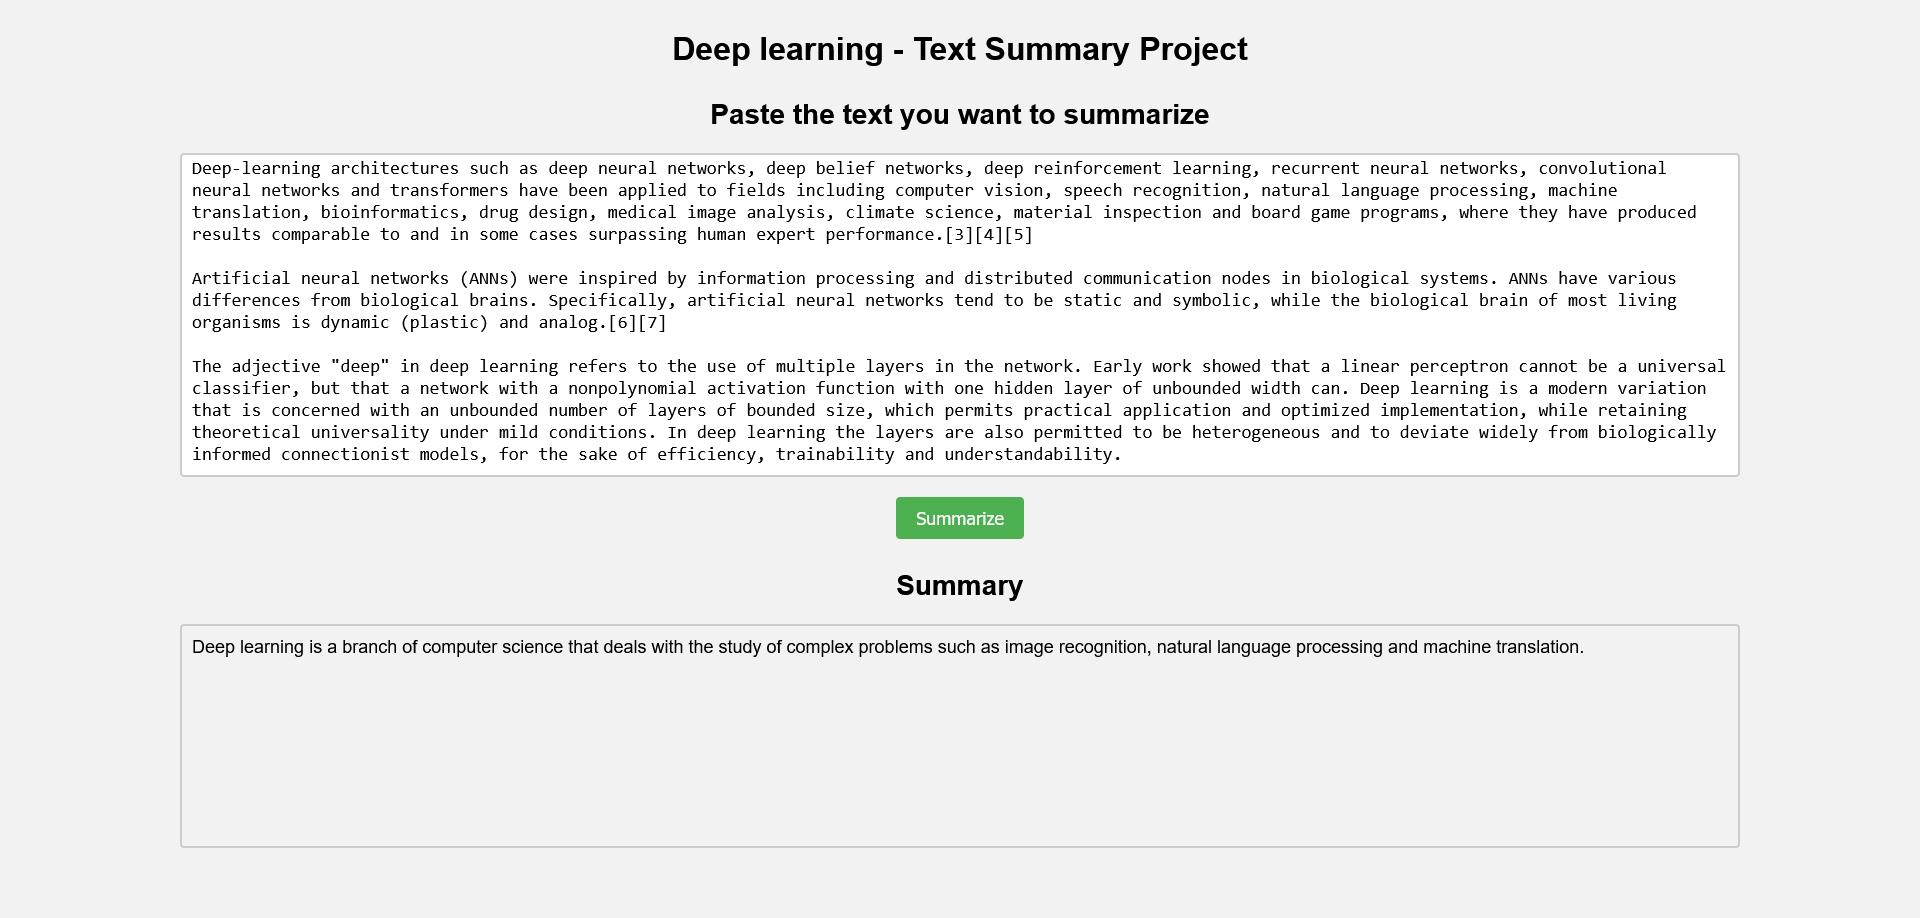 Deep learning - Text Summary Project
Paste the text you want to summarize
Deep-learning architectures such as deep neural networks, deep belief networks, deep reinforcement learning, recurrent neural networks, convolutional
neural networks and transformers have been applied to fields including computer vision, speech recognition, natural language processing, machine
translation, bioinformatics, drug design, medical image analysis, climate science, material inspection and board game programs, where they have produced
results comparable to and in some cases surpassing human expert performance.[3][4][5]
Artificial neural networks (ANNs) were inspired by information processing and distributed communication nodes in biological systems. ANNs have various
differences from biological brains. Specifically, artificial neural networks tend to be static and symbolic, while the biological brain of most living
organisms is dynamic (plastic) and analog.[6][7]
The adjective "deep" in deep learning refers to the use of multiple layers in the network. Early work showed that a linear perceptron cannot be a universal
classifier, but that a network with a nonpolynomial activation function with one hidden layer of unbounded width can. Deep learning is a modern variation
that is concerned with an unbounded number of layers of bounded size, which permits practical application and optimized implementation, while retaining
theoretical universality under mild conditions. In deep learning the layers are also permitted to be heterogeneous and to deviate widely from biologically
informed connectionist models, for the sake of efficiency, trainability and understandability.
Summarize
Summary
Deep learning is a branch of computer science that deals with the study of complex problems such as image recognition, natural language processing and machine translation.